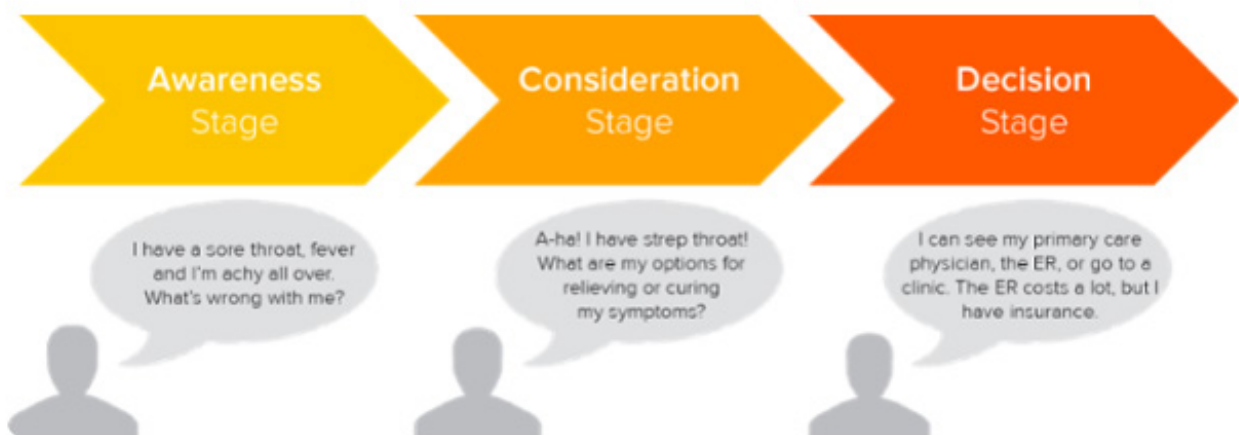 Awareness
Stage
Consideration
Stage
Decision
Stage
I have a sore throat, fever
and I'm achy all over.
What's wrong with me?
A-ha! I have strep throat!
What are my options for
relieving or curing
my symptoms?
I can see my primary care
physician, the ER, or go to a
clinic. The ER costs a lot, but I
have insurance.